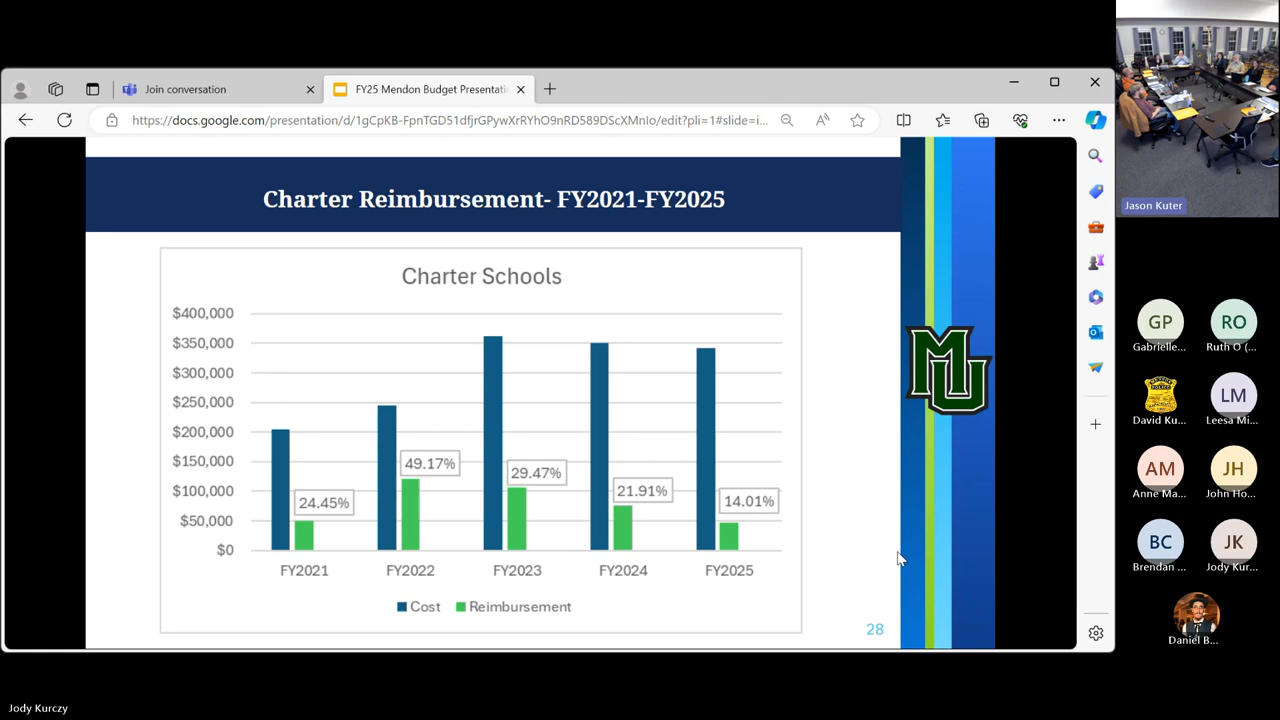 Join conversation
FY25 Mendon Budget Presentati
https://docs.google.com/presentation/d/1gCpKB-FpnTGD51dfjrGPywXrRYhO9nRD589DScXMnIo/edit?pli=1#slide=i...
Charter Reimbursement- FY2021-FY2025
Charter Schools
$400,000
$350,000
$300,000
$250,000
$200,000
$150,000
$100,000
$50,000
$0
24.45%
49.17%
29.47%
21.91%
14.01%
FY2021 FY2022 FY2023 FY2024 FY2025
Cost Reimbursement
28
MU
Jason Kuter
GP
Gabrielle...
RO
Ruth O (...
David Ku...
LM
Leesa Mi...
AM
Anne Ma...
JH
John Ho...
BC
Brendan ...
JK
Jody Kur...
Daniel B...
Jody Kurczy